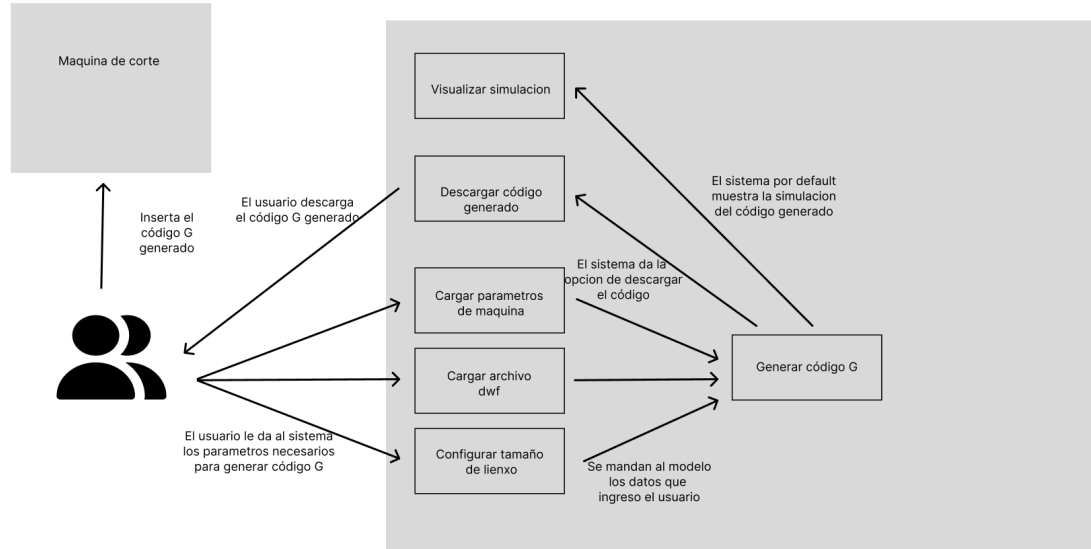 Maquina de corte
Visualizar simulacion
Descargar código
generado
El usuario descarga
el código G generado
Inserta el
código G
generado
El sistema por default
muestra la simulacion
del código generado
El sistema da la
opcion de descargar
el código
Cargar parametros
de maquina
Cargar archivo
dwf
Generar código G
Configurar tamaño
de lienxo
El usuario le da al sistema
los parametros necesarios
para generar código G
Se mandan al modelo
los datos que
ingreso el usuario